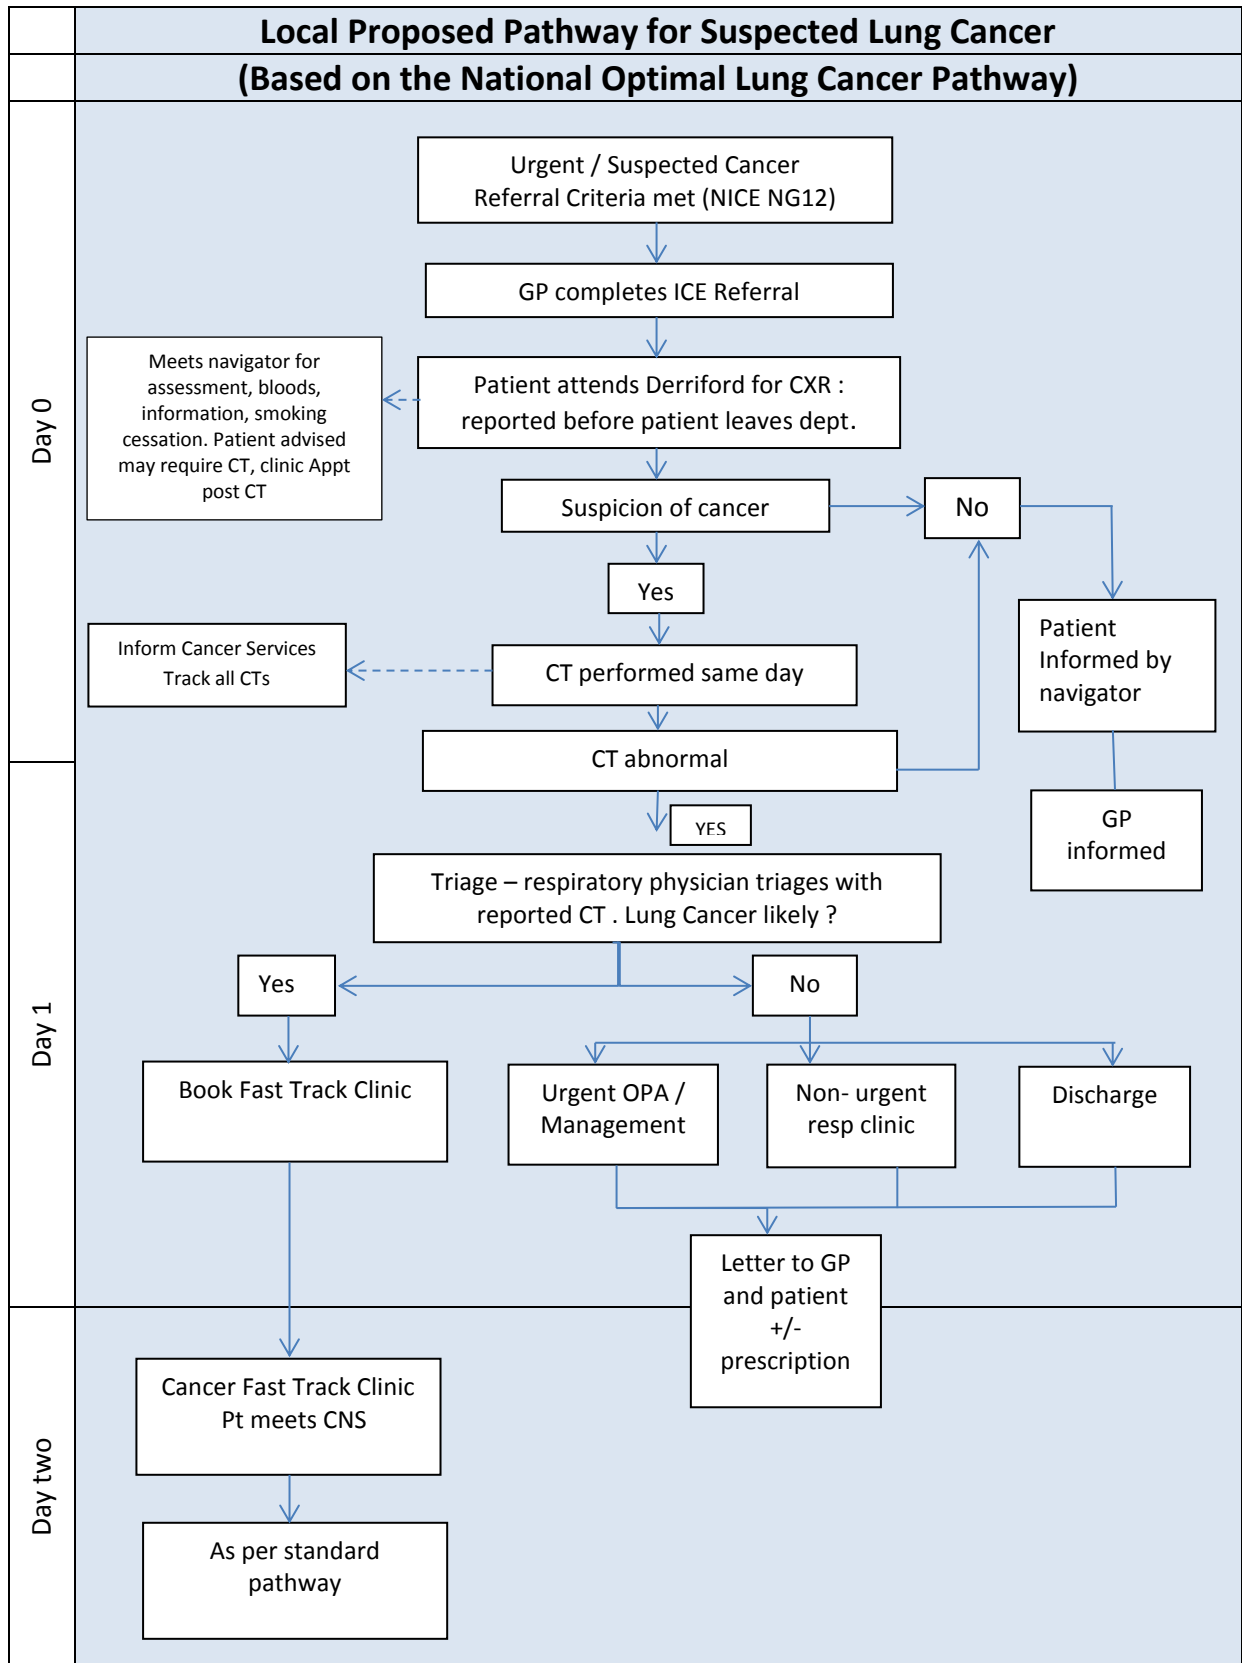 Local Proposed Pathway for Suspected Lung Cancer
(Based on the National Optimal Lung Cancer Pathway)
Day 0
Urgent / Suspected Cancer
Referral Criteria met (NICE NG12)
GP completes ICE Referral
Meets navigator for
assessment, bloods,
information, smoking
cessation. Patient advised
may require CT, clinic Appt
post CT
Patient attends Derriford for CXR :
reported before patient leaves dept.
Suspicion of cancer
No
Yes
Patient
Informed by
navigator
Inform Cancer Services
Track all CTs
CT performed same day
CT abnormal
GP
informed
Day 1
YES
Triage – respiratory physician triages with
reported CT . Lung Cancer likely ?
Yes
No
Book Fast Track Clinic
Urgent OPA /
Management
Non- urgent
resp clinic
Discharge
Letter to GP
and patient
+/-
prescription
Day two
Cancer Fast Track Clinic
Pt meets CNS
As per standard
pathway